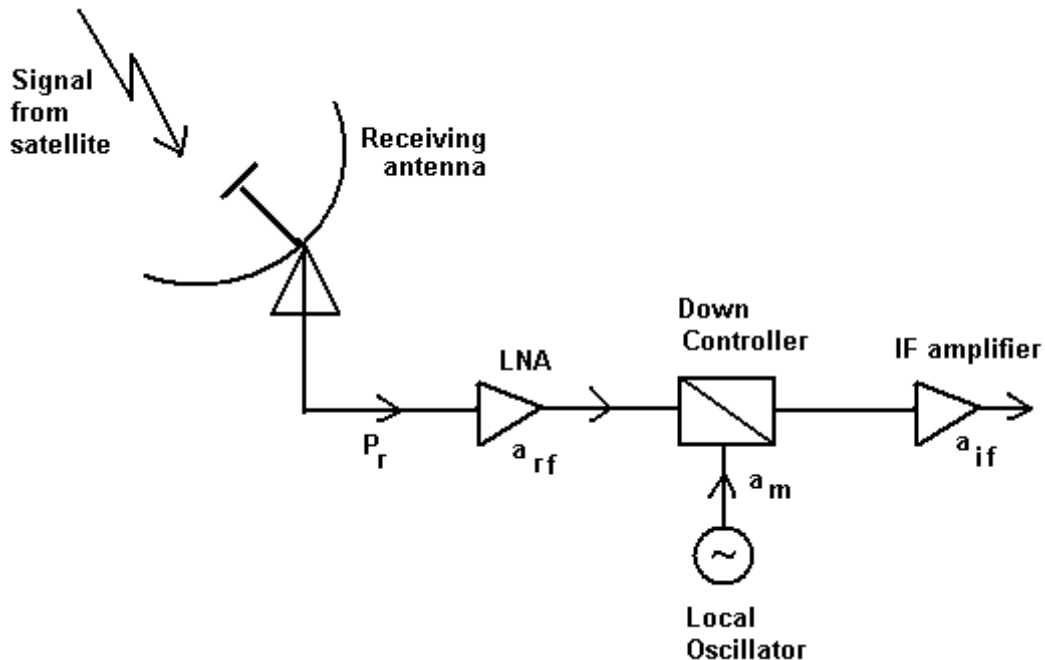 Signal
from
satellite
Receiving
antenna
LNA
Down
Controller
IF amplifier
P r
a rf
a m
a if
~
Local
Oscillator